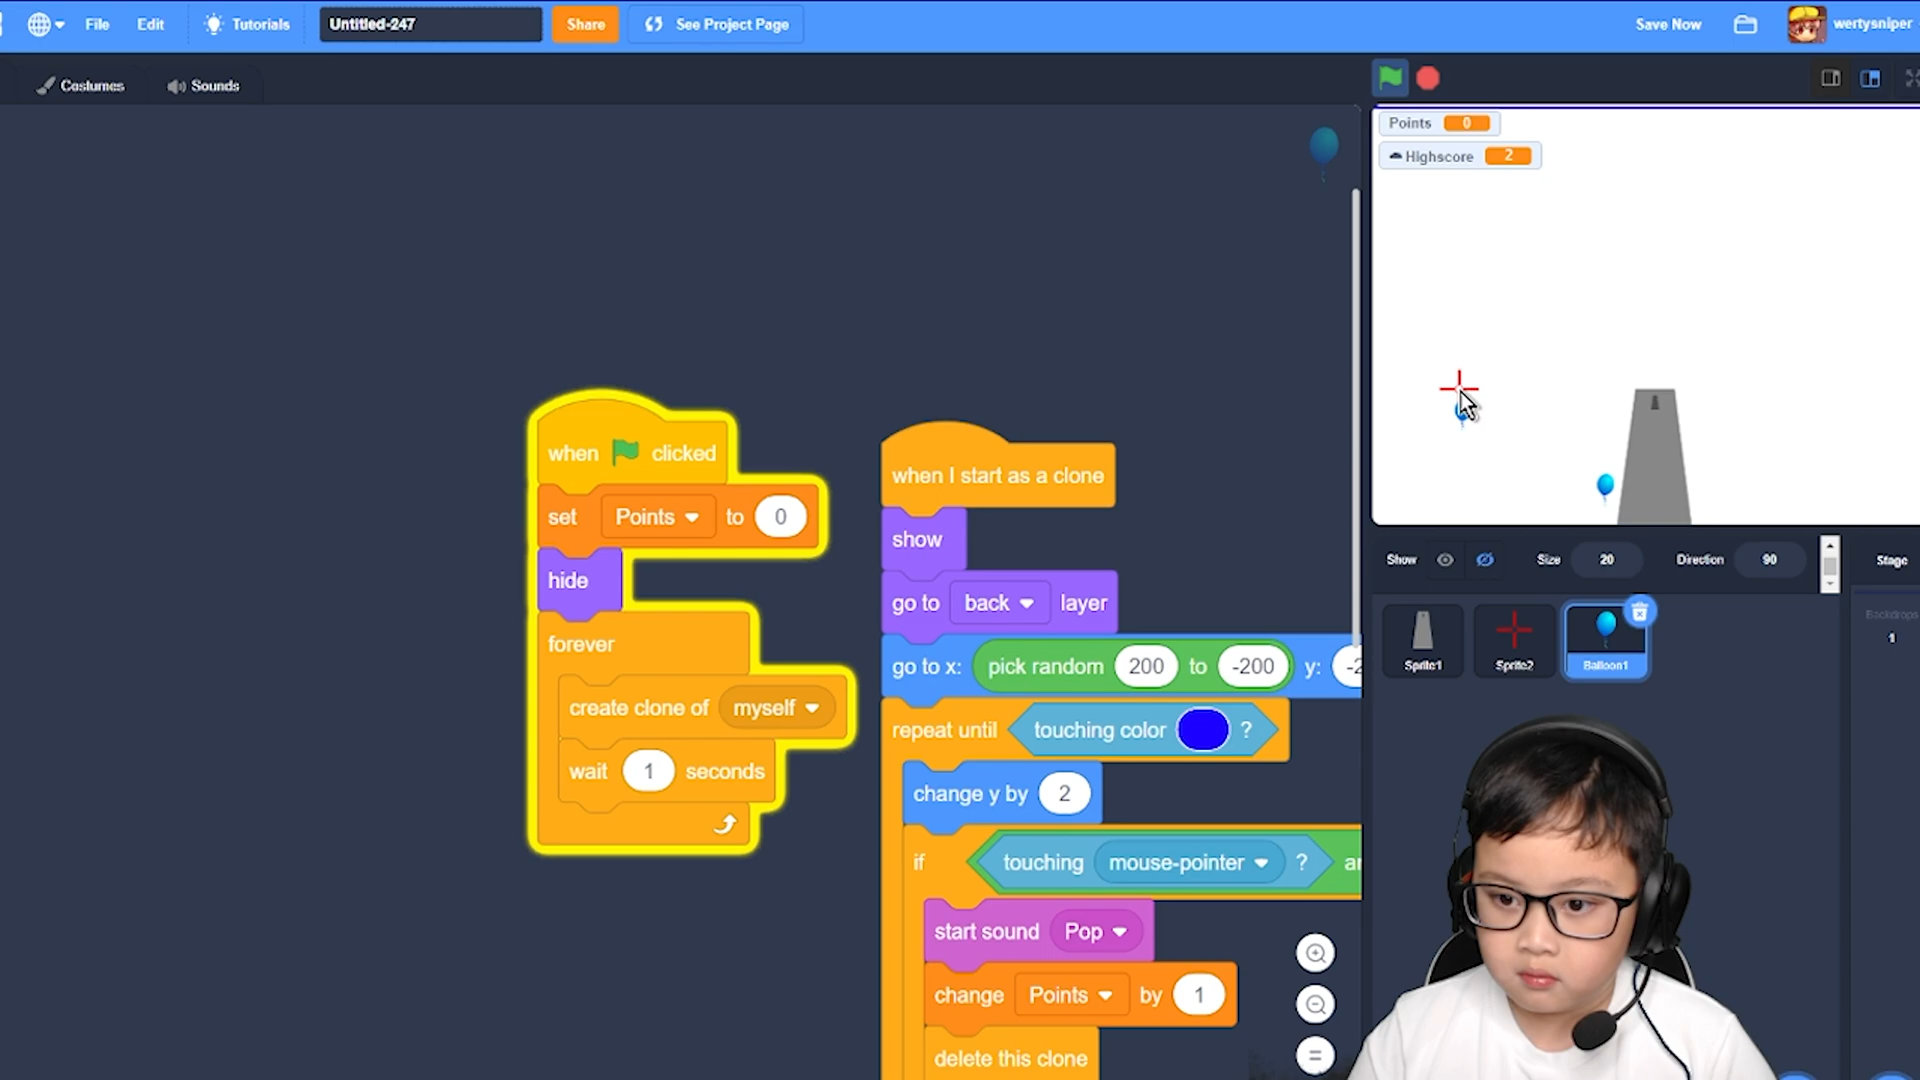 File Edit Tutorials Untitled-247 Share See Project Page Save Now wertysniper
Costumes Sounds
Points 0
Highscore 2
when clicked
set Points to 0
hide
forever
create clone of myself
wait 1 seconds
when I start as a clone
show
go to back layer
go to x: pick random 200 to -200 y: -2
repeat until touching color ?
change y by 2
if touching mouse-pointer ?
start sound Pop
change Points by 1
delete this clone
Show Size 20 Direction 90 Stage
Sprite1 Sprite2 Balloon1
Backdrops
1